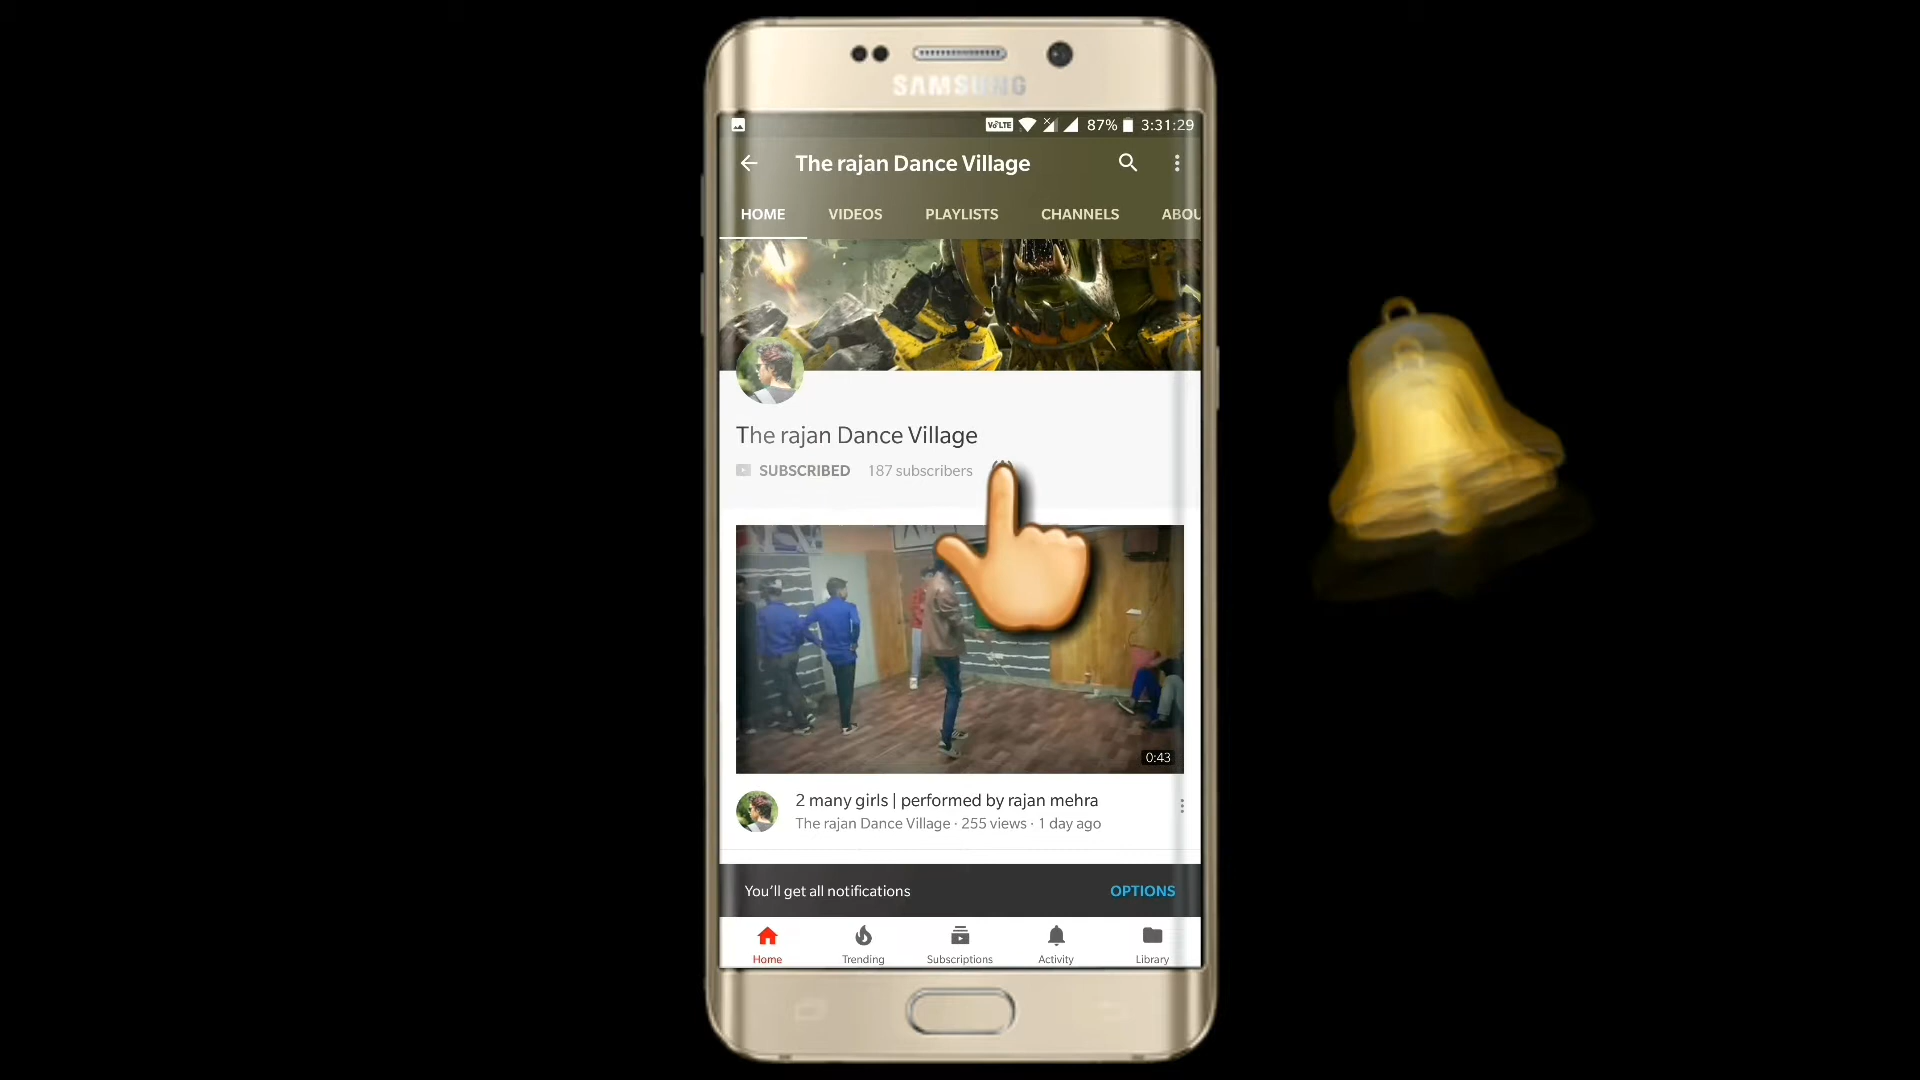 SAMSUNG
VoLTE 87% 3:31:29
The rajan Dance Village
HOME VIDEOS PLAYLISTS CHANNELS ABOU
The rajan Dance Village
SUBSCRIBED 187 subscribers
0:43
2 many girls | performed by rajan mehra
The rajan Dance Village · 255 views · 1 day ago
You'll get all notifications OPTIONS
Home Trending Subscriptions Activity Library